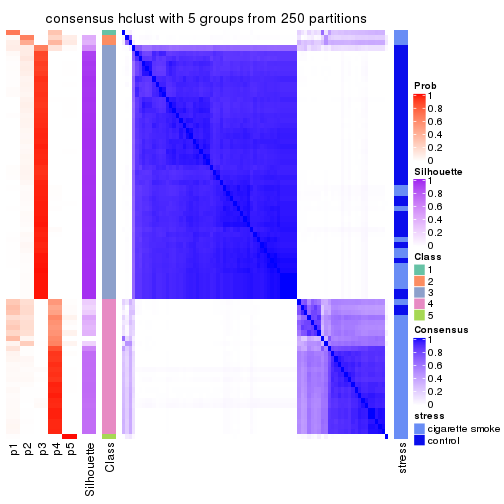 consensus hclust with 5 groups from 250 partitions
Prob
1
0.8
0.6
0.4
0.2
0
Silhouette
1
0.8
0.6
0.4
0.2
0
Class
1
2
3
4
5
Consensus
1
0.8
0.6
0.4
0.2
0
stress
cigarette smoke
control
p1
p2
p3
p4
p5
Silhouette
Class
stress